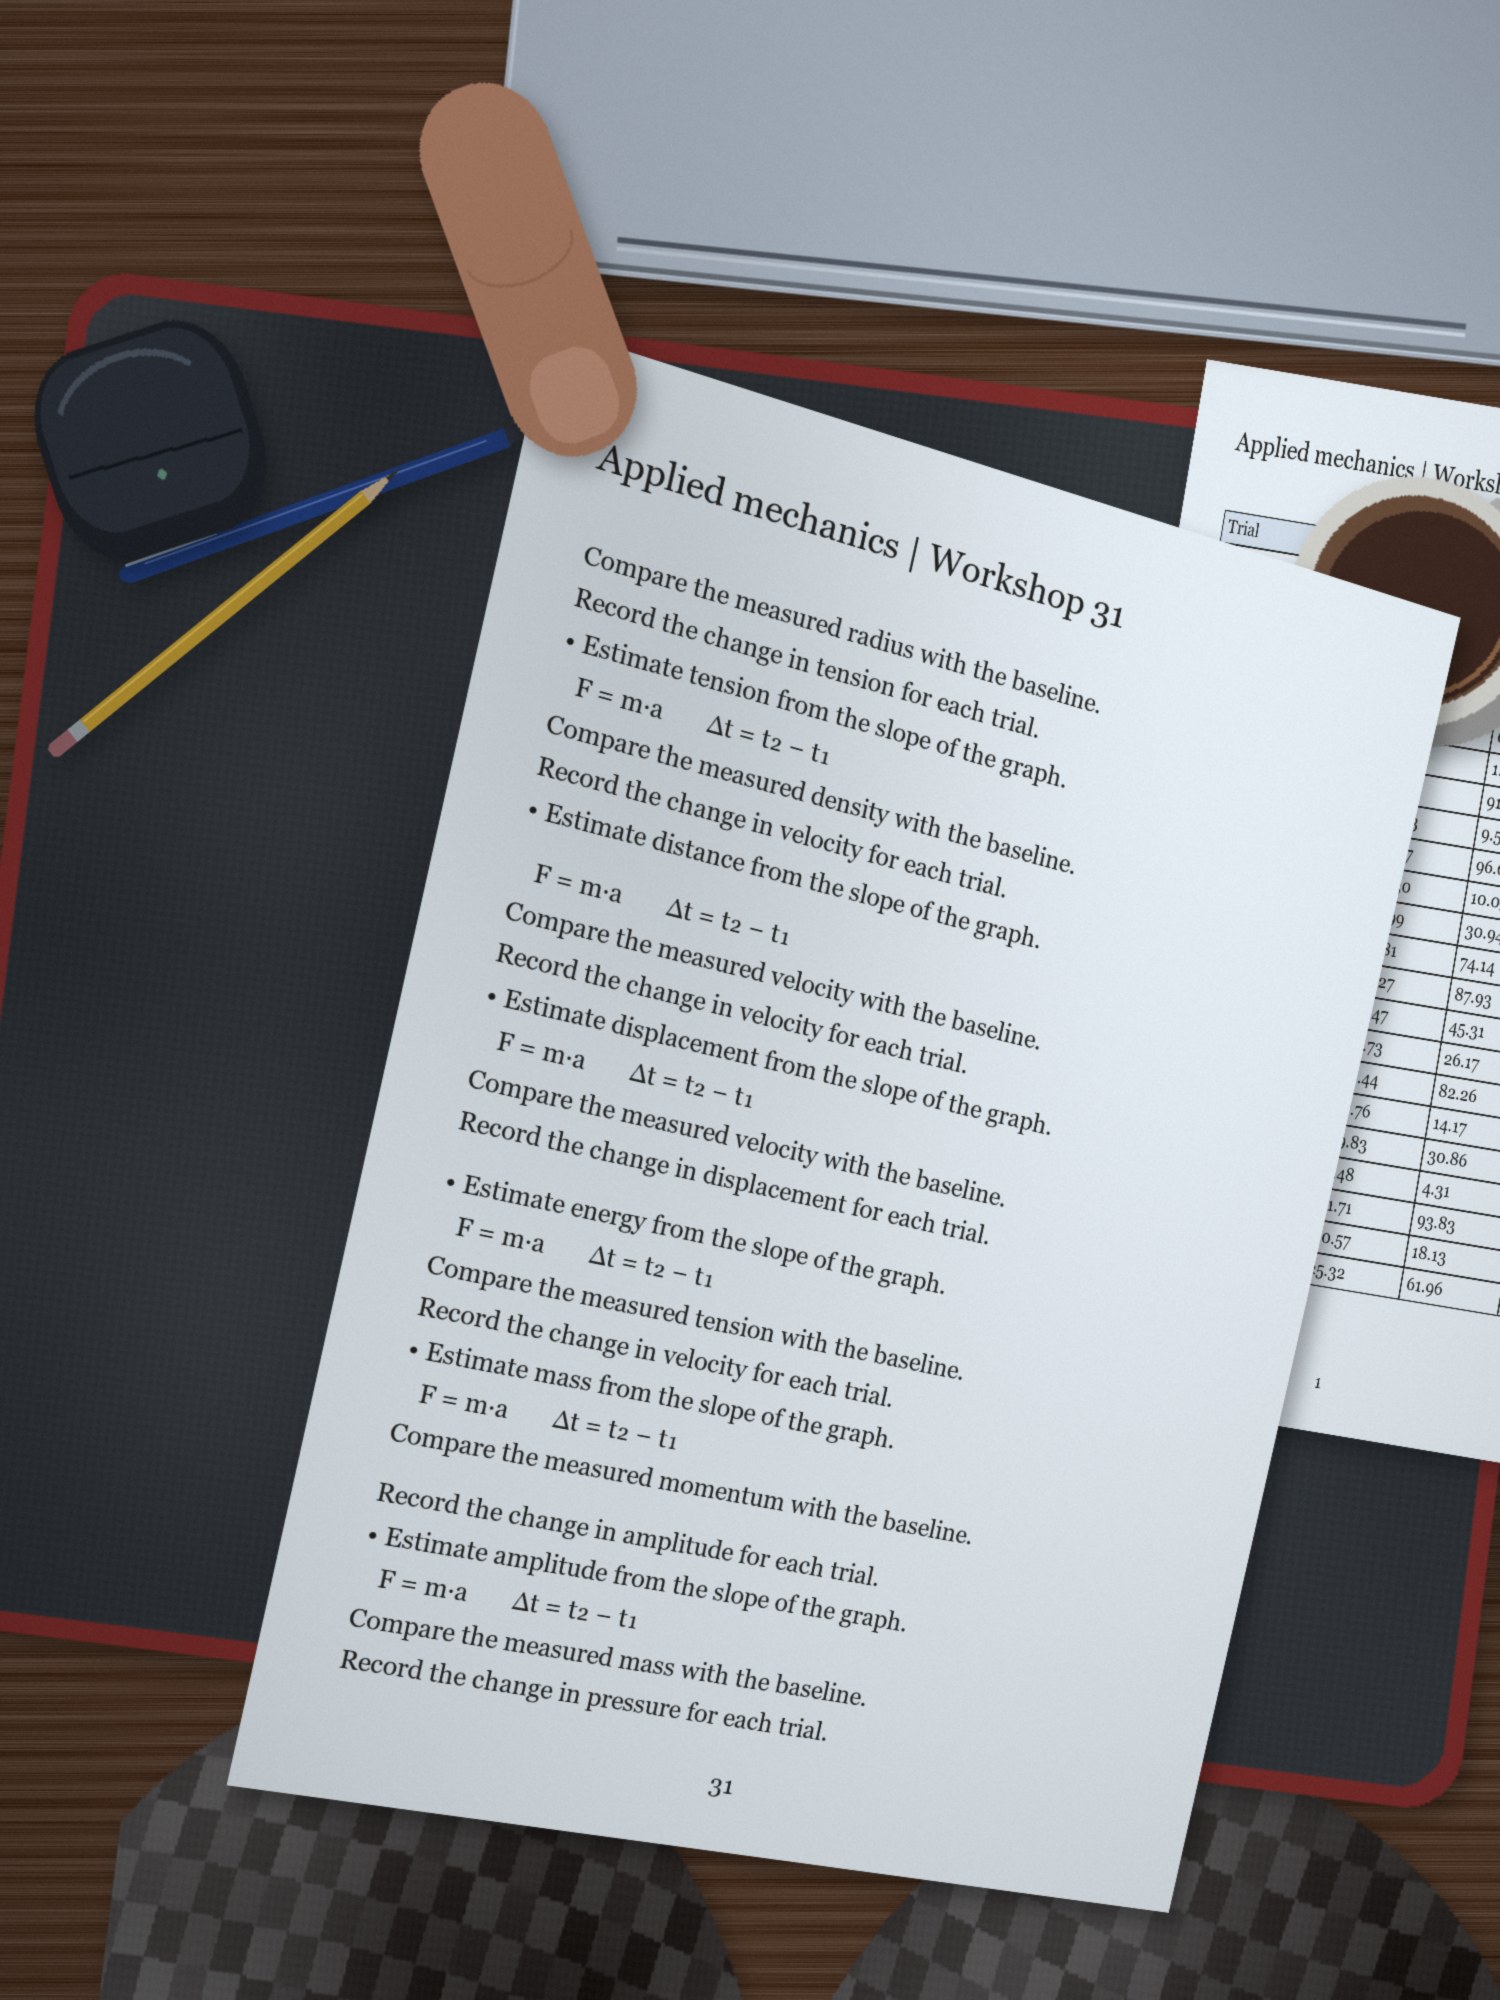 Applied mechanics | Workshop 31
Compare the measured radius with the baseline.
Record the change in tension for each trial.
• Estimate tension from the slope of the graph.
F = m·a Δt = t2 − t1
Compare the measured density with the baseline.
Record the change in velocity for each trial.
• Estimate distance from the slope of the graph.
F = m·a Δt = t2 − t1
Compare the measured velocity with the baseline.
Record the change in velocity for each trial.
• Estimate displacement from the slope of the graph.
F = m·a Δt = t2 − t1
Compare the measured velocity with the baseline.
Record the change in displacement for each trial.
• Estimate energy from the slope of the graph.
F = m·a Δt = t2 − t1
Compare the measured tension with the baseline.
Record the change in velocity for each trial.
• Estimate mass from the slope of the graph.
F = m·a Δt = t2 − t1
Compare the measured momentum with the baseline.
Record the change in amplitude for each trial.
• Estimate amplitude from the slope of the graph.
F = m·a Δt = t2 − t1
Compare the measured mass with the baseline.
Record the change in pressure for each trial.
31
Applied mechanics |
Trial
74.14
87.93
45.31
26.17
82.26
14.17
30.86
4.31
93.83
18.13
61.96
1